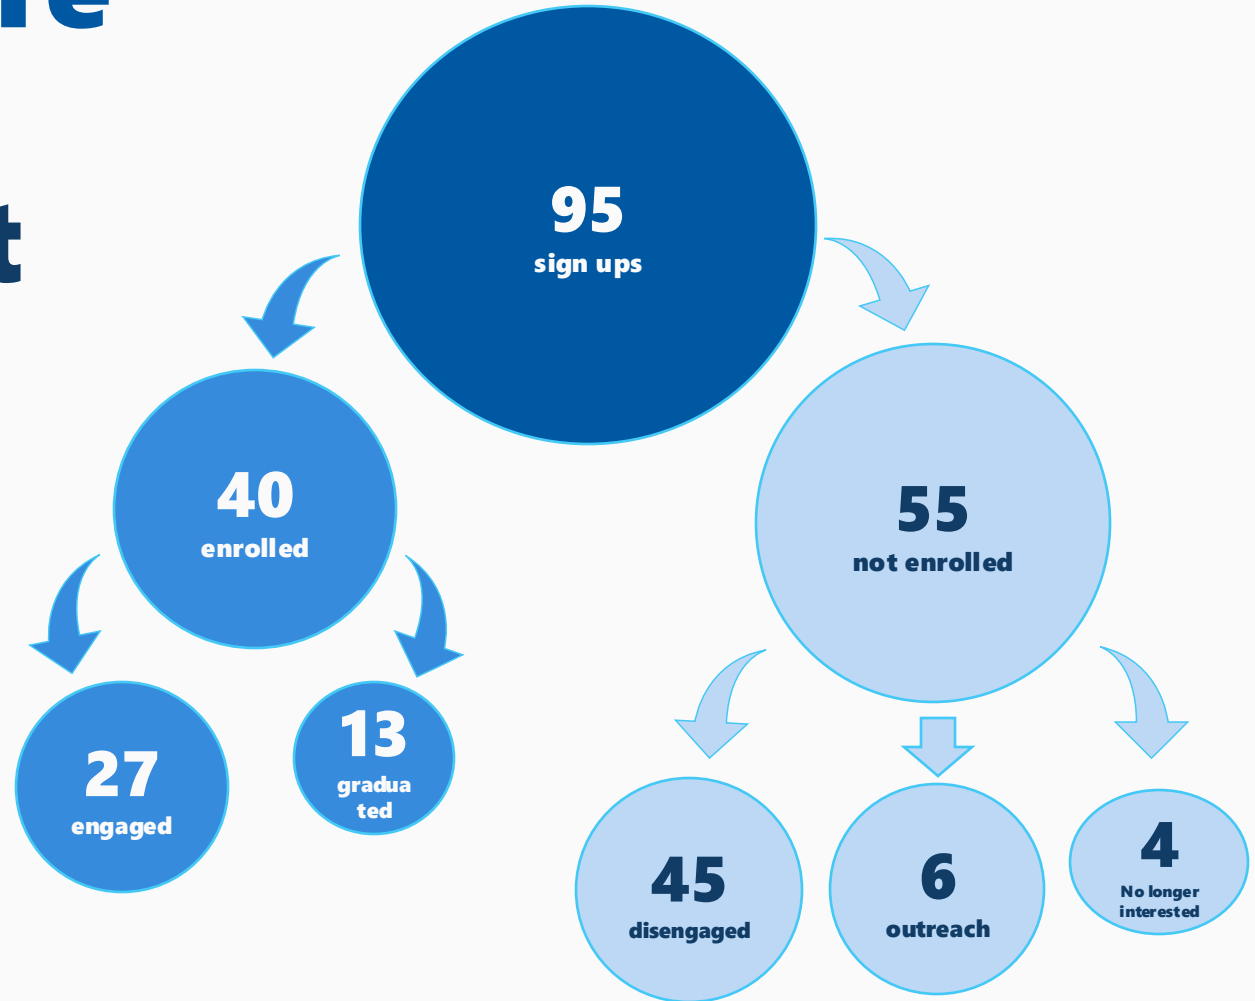 95
sign ups
40
enrolled
55
not enrolled
27
engaged
13
gradua
ted
45
disengaged
6
outreach
4
No longer
interested